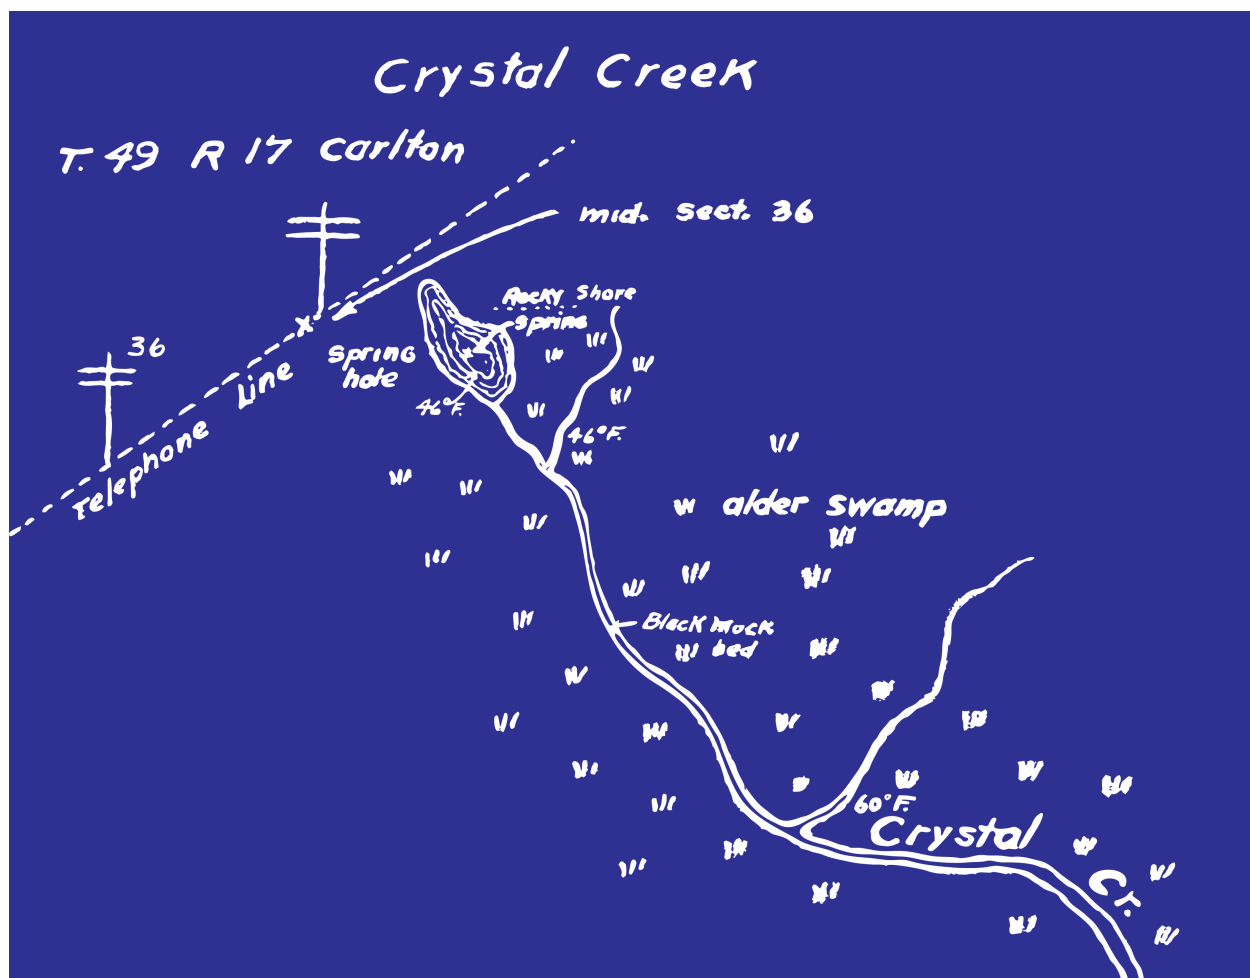 Crystal Creek
T. 49 R 17 Carlton
mid. sect. 36
Rocky Shore
spring
36
spring
hole
Line
46°F.
46°F.
Telephone
alder swamp
Black Muck
bed
60°F.
Crystal
Cr.